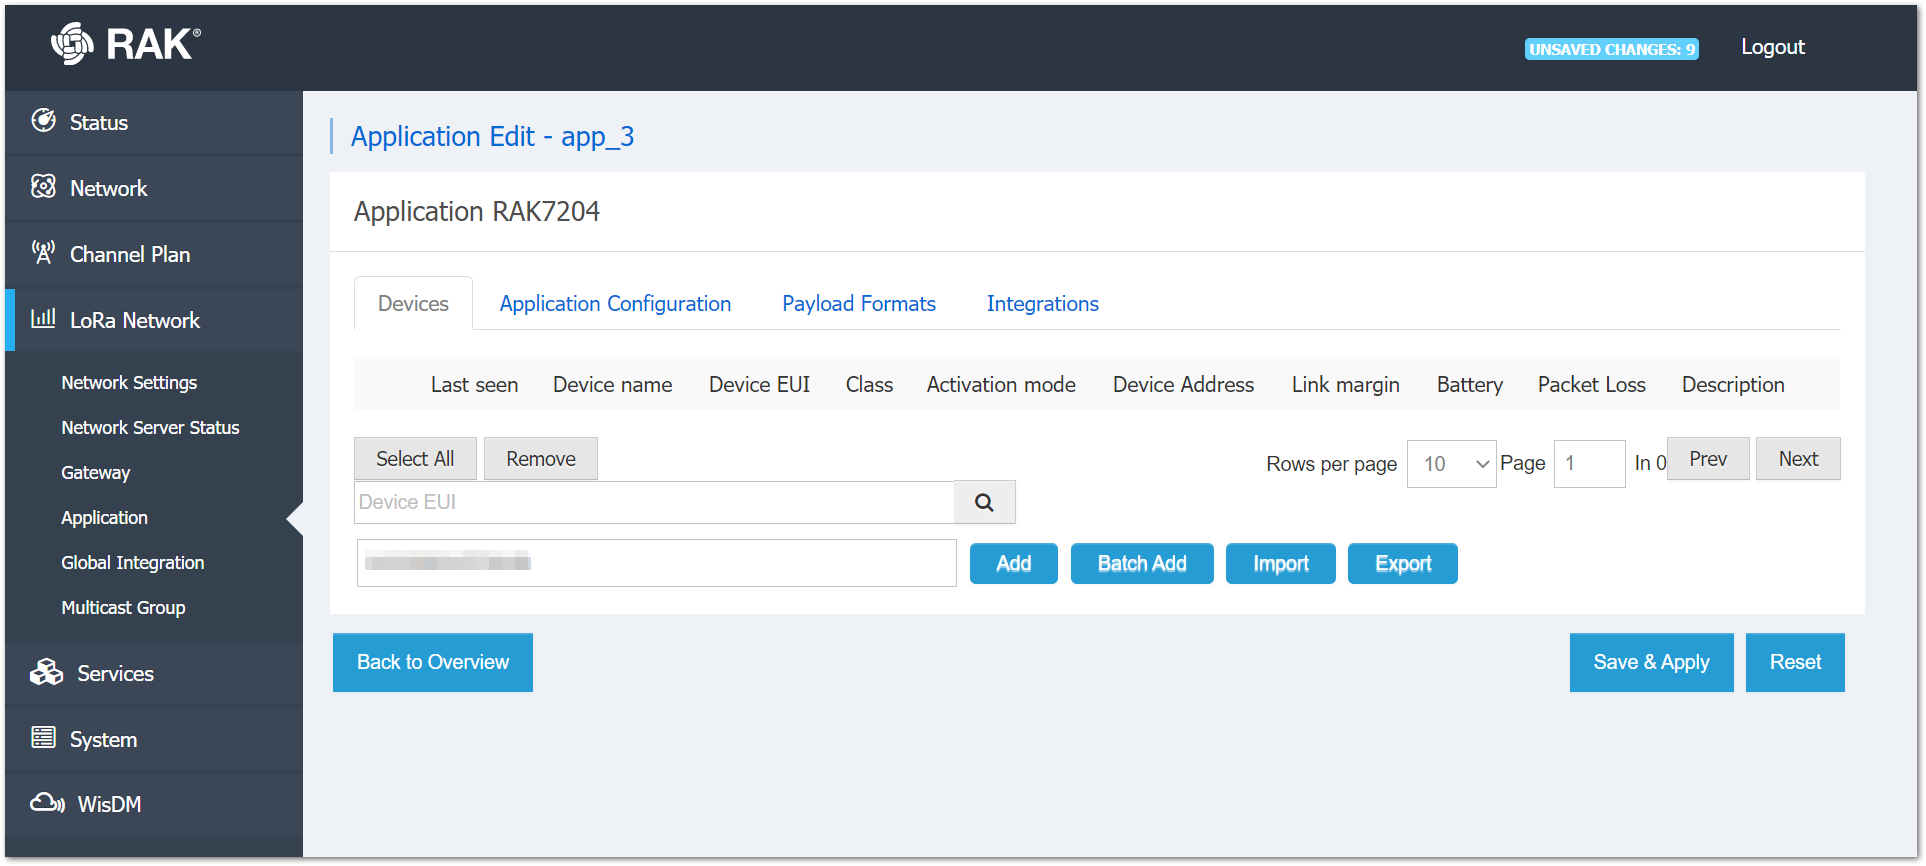 RAK®
UNSAVED CHANGES: 9
Logout
Status
Network
Channel Plan
LoRa Network
Network Settings
Network Server Status
Gateway
Application
Global Integration
Multicast Group
Services
System
WisDM
Application Edit - app_3
Application RAK7204
Devices Application Configuration Payload Formats Integrations
Last seen Device name Device EUI Class Activation mode Device Address Link margin Battery Packet Loss Description
Select All Remove Rows per page 10 Page 1 In 0 Prev Next
Device EUI
Add Batch Add Import Export
Back to Overview Save & Apply Reset